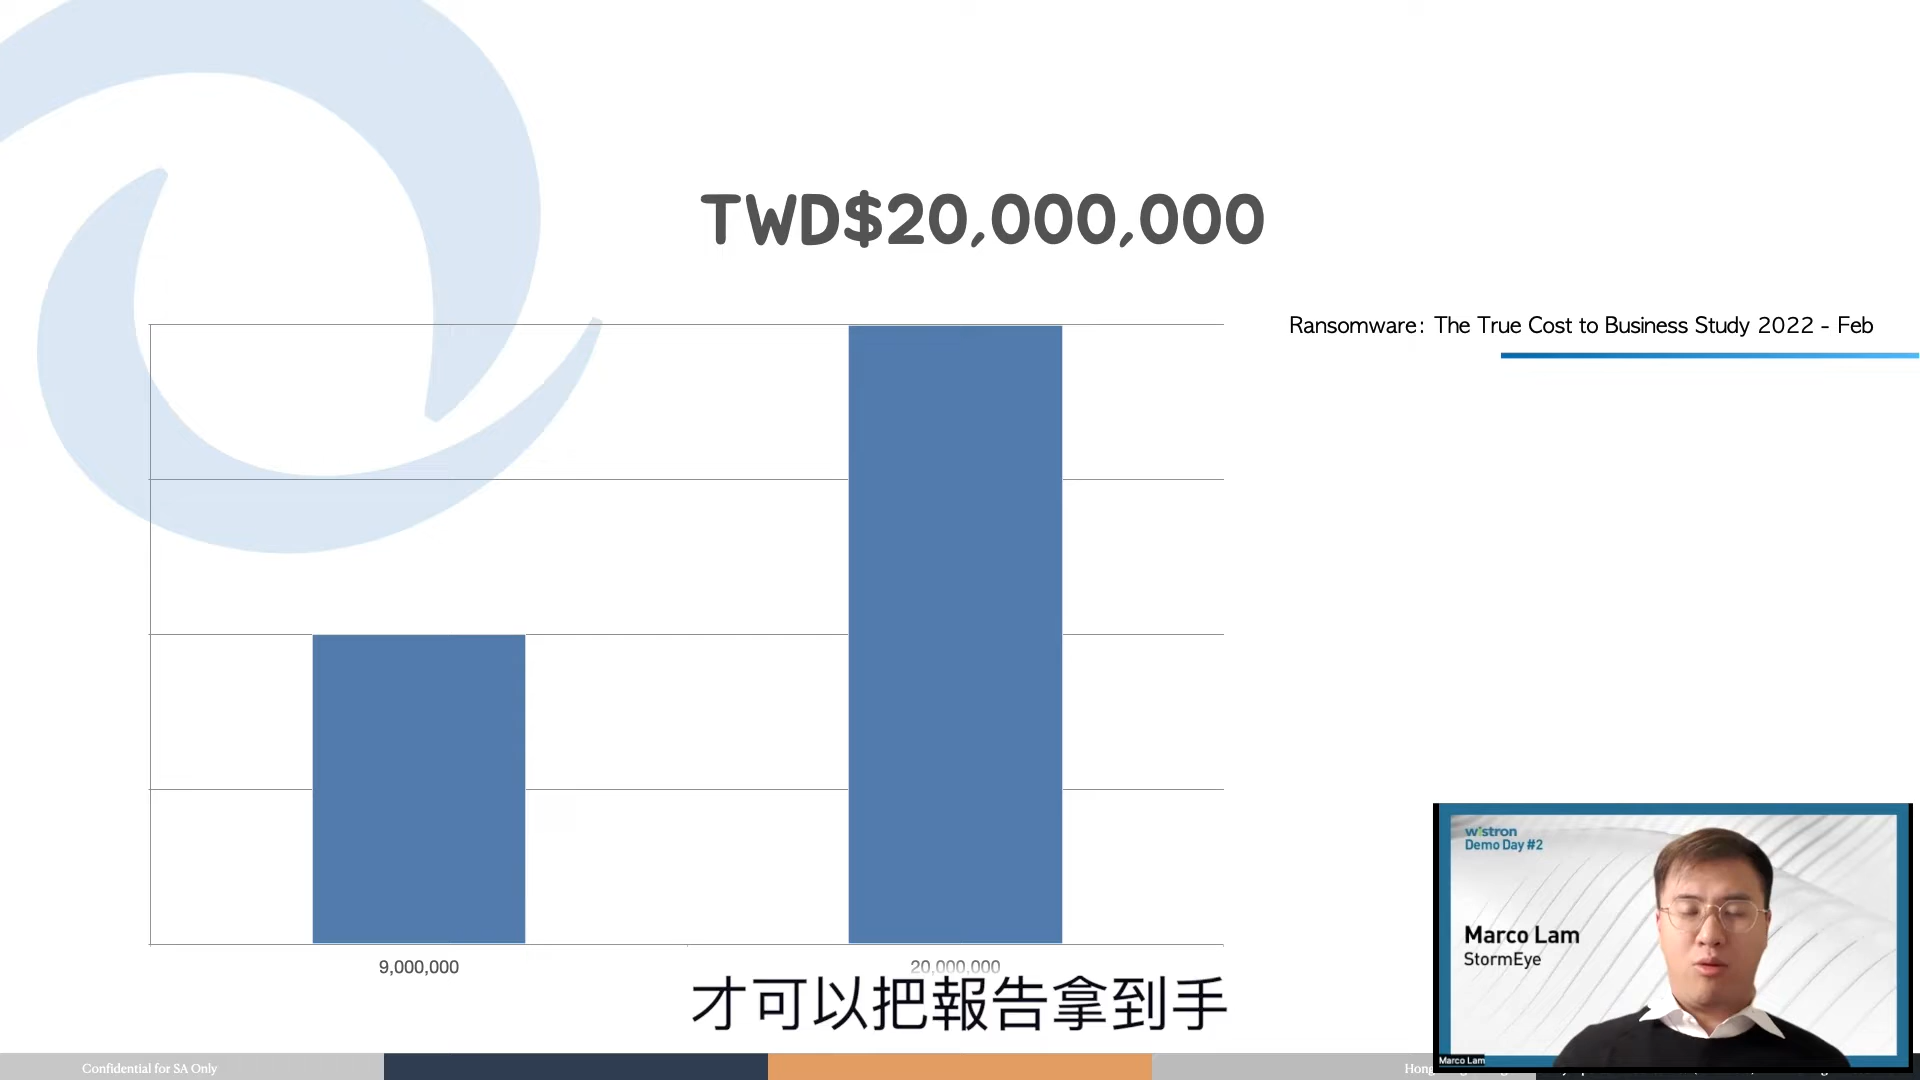 TWD$20,000,000
Ransomware: The True Cost to Business Study 2022 - Feb
9,000,000
20,000,000
才可以把報告拿到手
wistron
Demo Day #2
Marco Lam
StormEye
Marco Lam
Confidential for SA Only